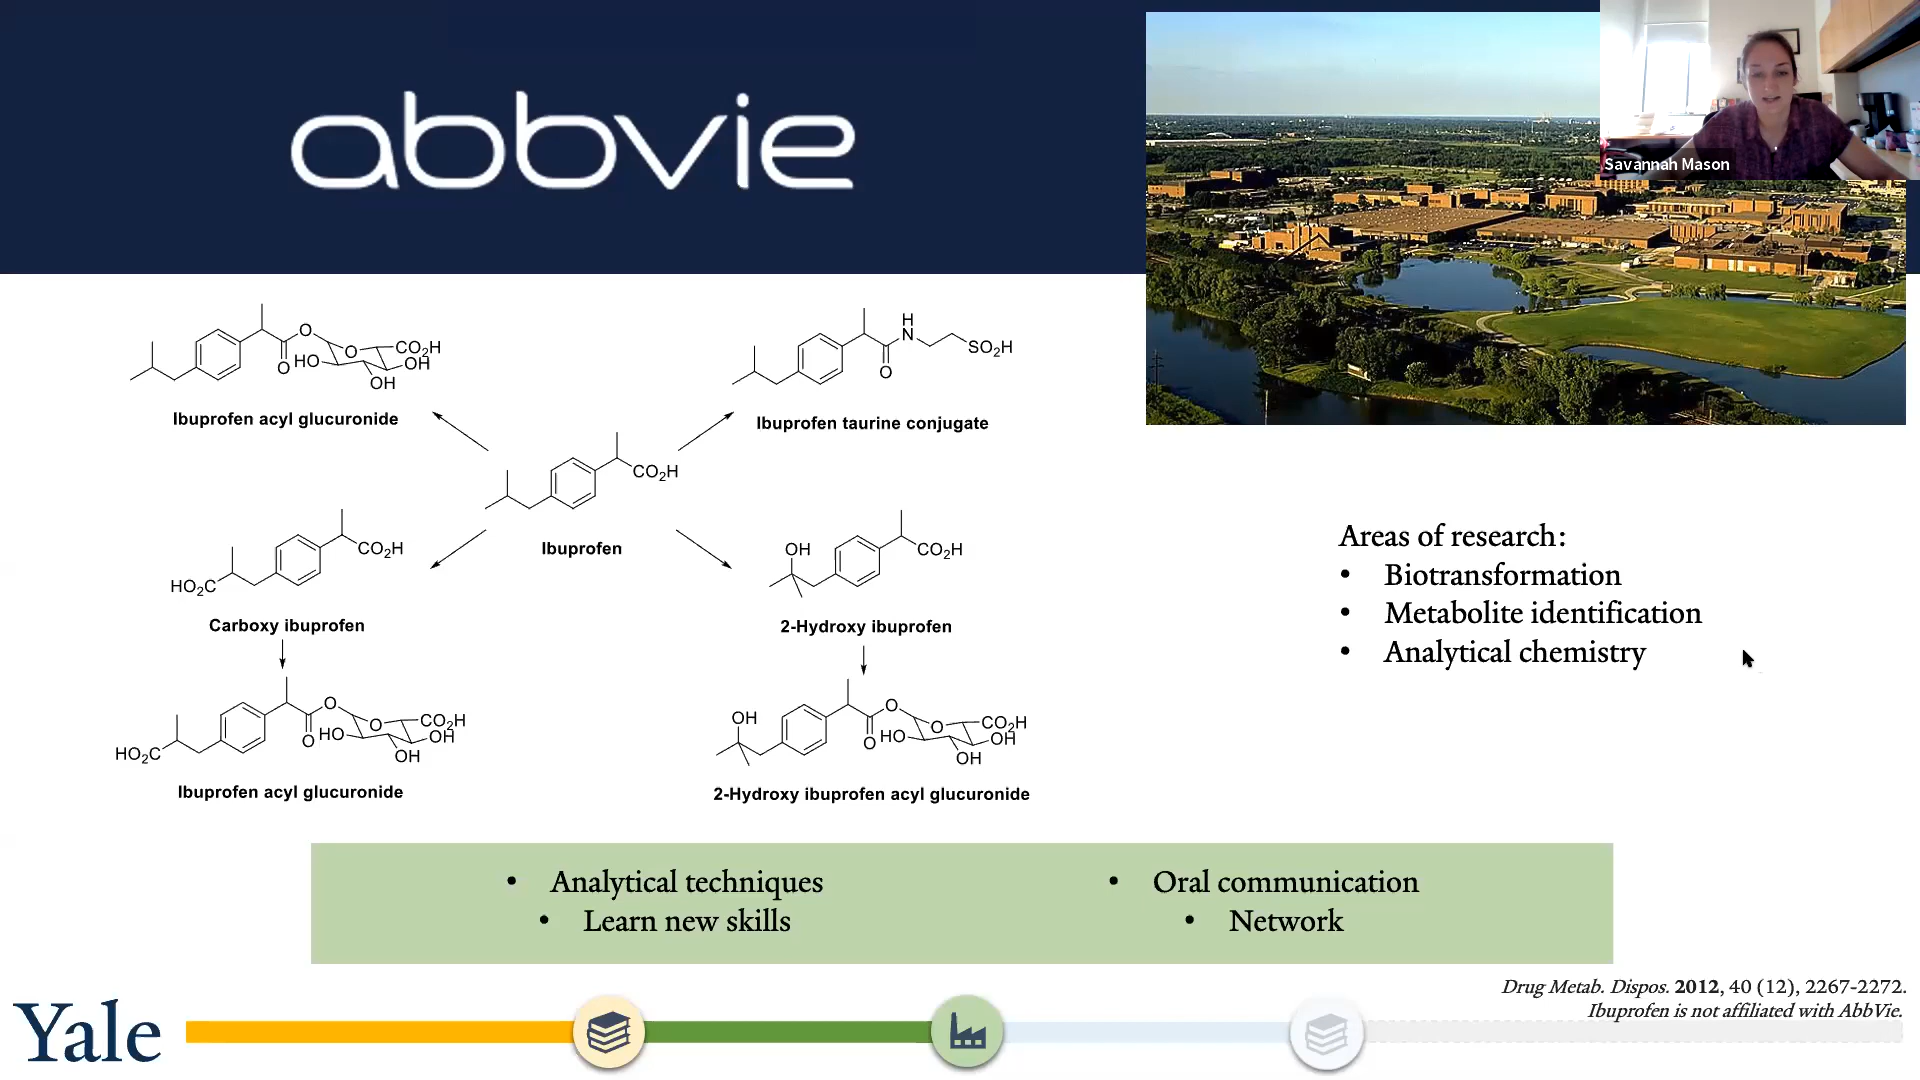 abbvie
Savannah Mason
O
O
O
HO
CO2H
OH
OH
Ibuprofen acyl glucuronide
H
N
SO2H
O
Ibuprofen taurine conjugate
CO2H
Ibuprofen
CO2H
HO2C
Carboxy ibuprofen
OH
CO2H
2-Hydroxy ibuprofen
O
O
O
HO
CO2H
OH
OH
HO2C
Ibuprofen acyl glucuronide
OH
O
O
O
HO
CO2H
OH
OH
2-Hydroxy ibuprofen acyl glucuronide
Areas of research:
• Biotransformation
• Metabolite identification
• Analytical chemistry
• Analytical techniques
• Learn new skills
• Oral communication
• Network
Drug Metab. Dispos. 2012, 40 (12), 2267-2272.
Ibuprofen is not affiliated with AbbVie.
Yale